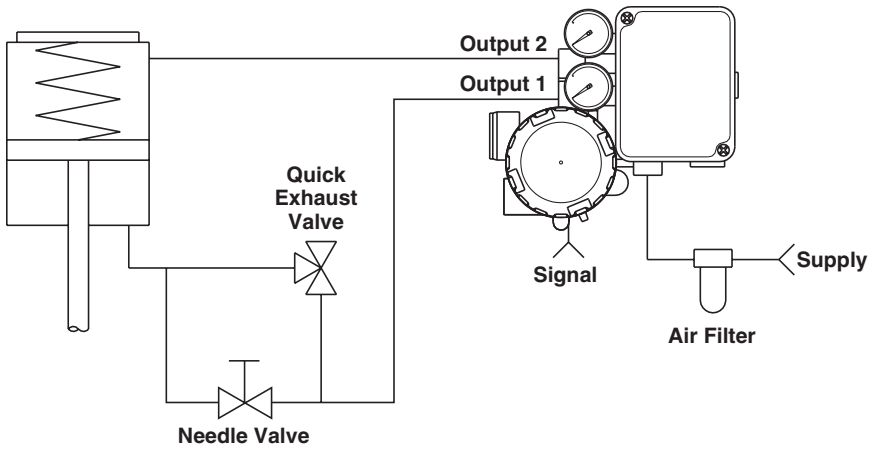 Output 2
Output 1
Quick
Exhaust
Valve
Signal
Supply
Air Filter
Needle Valve